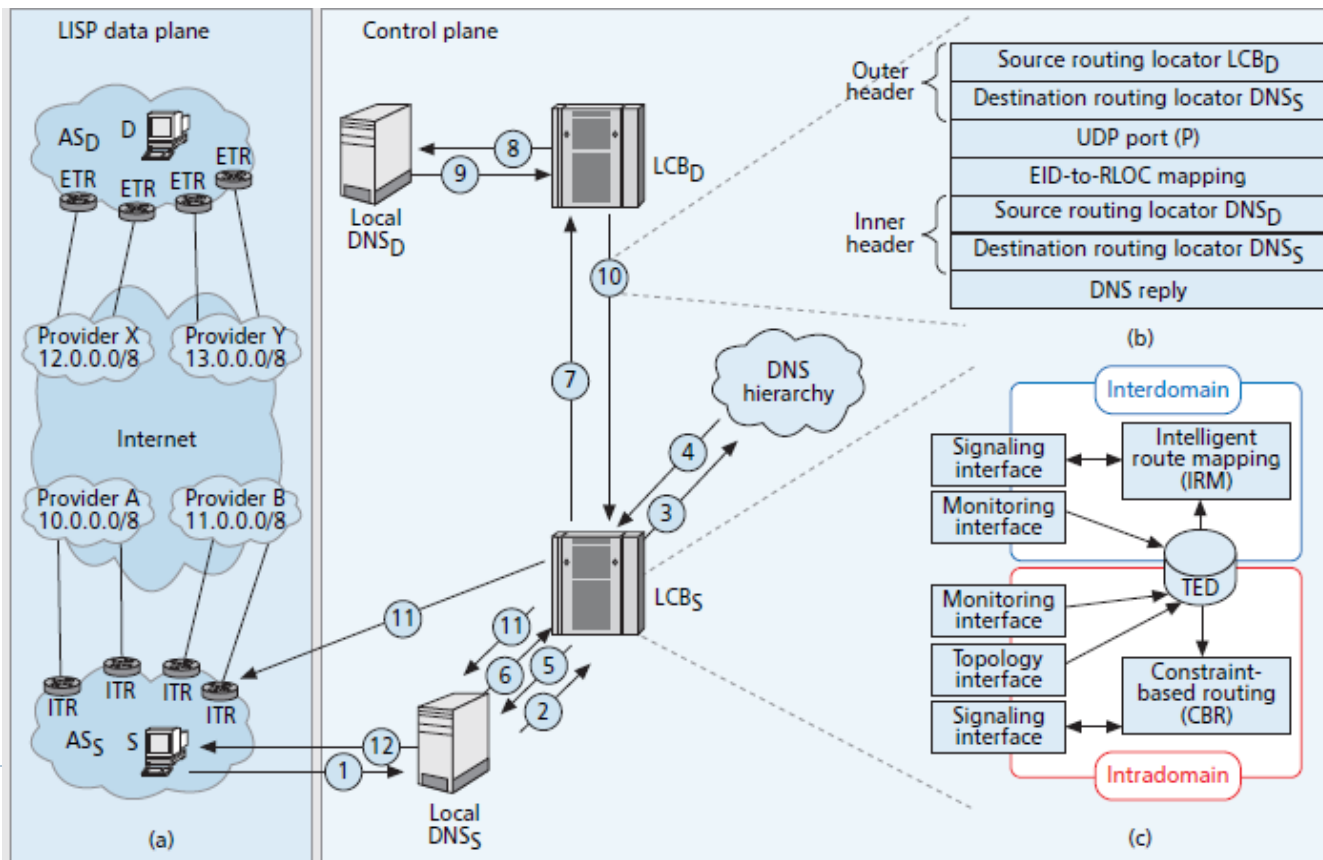 LISP data plane
D
AS_D
ETR
ETR
ETR
ETR
Provider X
12.0.0.0/8
Provider Y
13.0.0.0/8
Internet
Provider A
10.0.0.0/8
Provider B
11.0.0.0/8
ITR
ITR
ITR
ITR
AS_S
S
(a)
Control plane
Local
DNS_D
8
9
LCB_D
7
10
DNS
hierarchy
4
3
LCB_S
11
11
6
5
2
12
1
Local
DNS_S
Outer
header
Source routing locator LCB_D
Destination routing locator DNS_S
UDP port (P)
EID-to-RLOC mapping
Inner
header
Source routing locator DNS_D
Destination routing locator DNS_S
DNS reply
(b)
Interdomain
Signaling
interface
Intelligent
route mapping
(IRM)
Monitoring
interface
TED
Monitoring
interface
Topology
interface
Constraint-
based routing
(CBR)
Signaling
interface
Intradomain
(c)